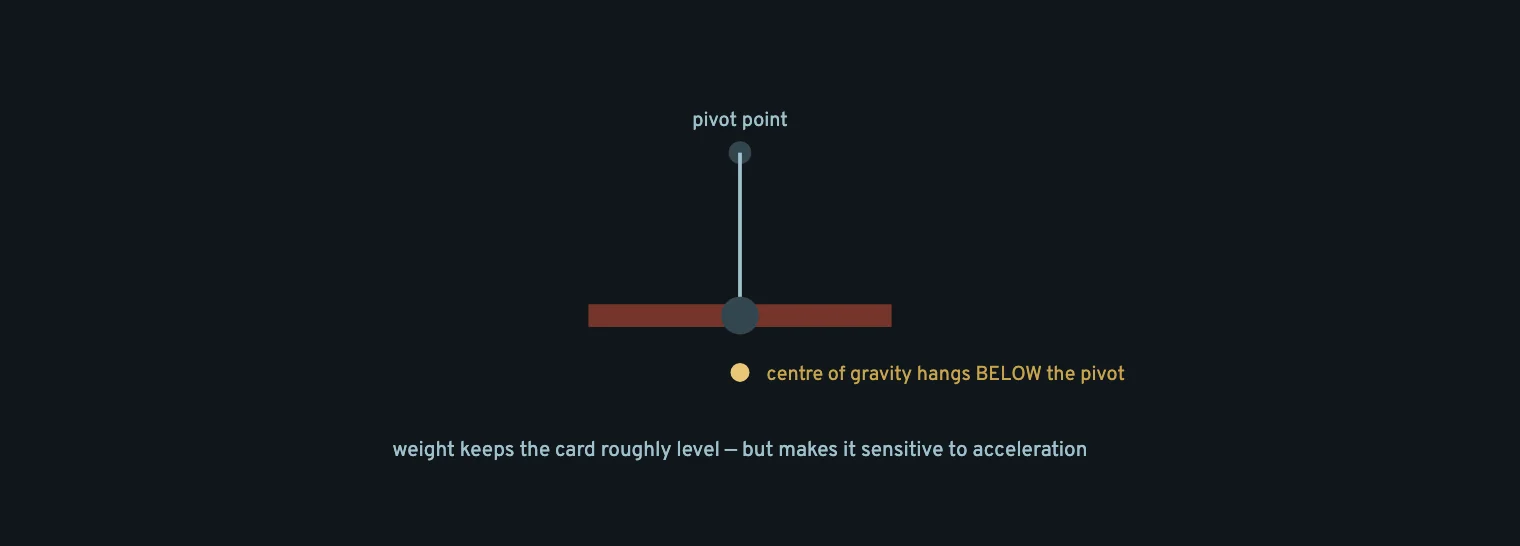 pivot point
centre of gravity hangs BELOW the pivot
weight keeps the card roughly level – but makes it sensitive to acceleration